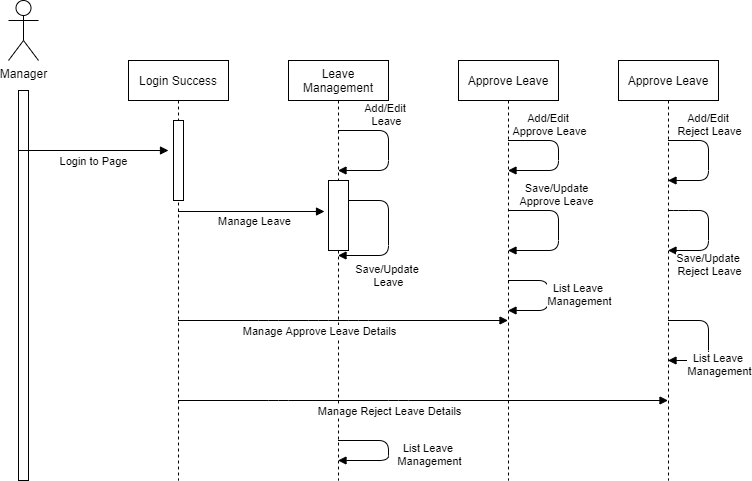 Manager
Login Success
Leave
Management
Approve Leave
Approve Leave
Add/Edit
Leave
Add/Edit
Approve Leave
Add/Edit
Reject Leave
Login to Page
Save/Update
Approve Leave
Manage Leave
Save/Update
Leave
Save/Update
Reject Leave
List Leave
Management
Manage Approve Leave Details
List Leave
Management
Manage Reject Leave Details
List Leave
Management